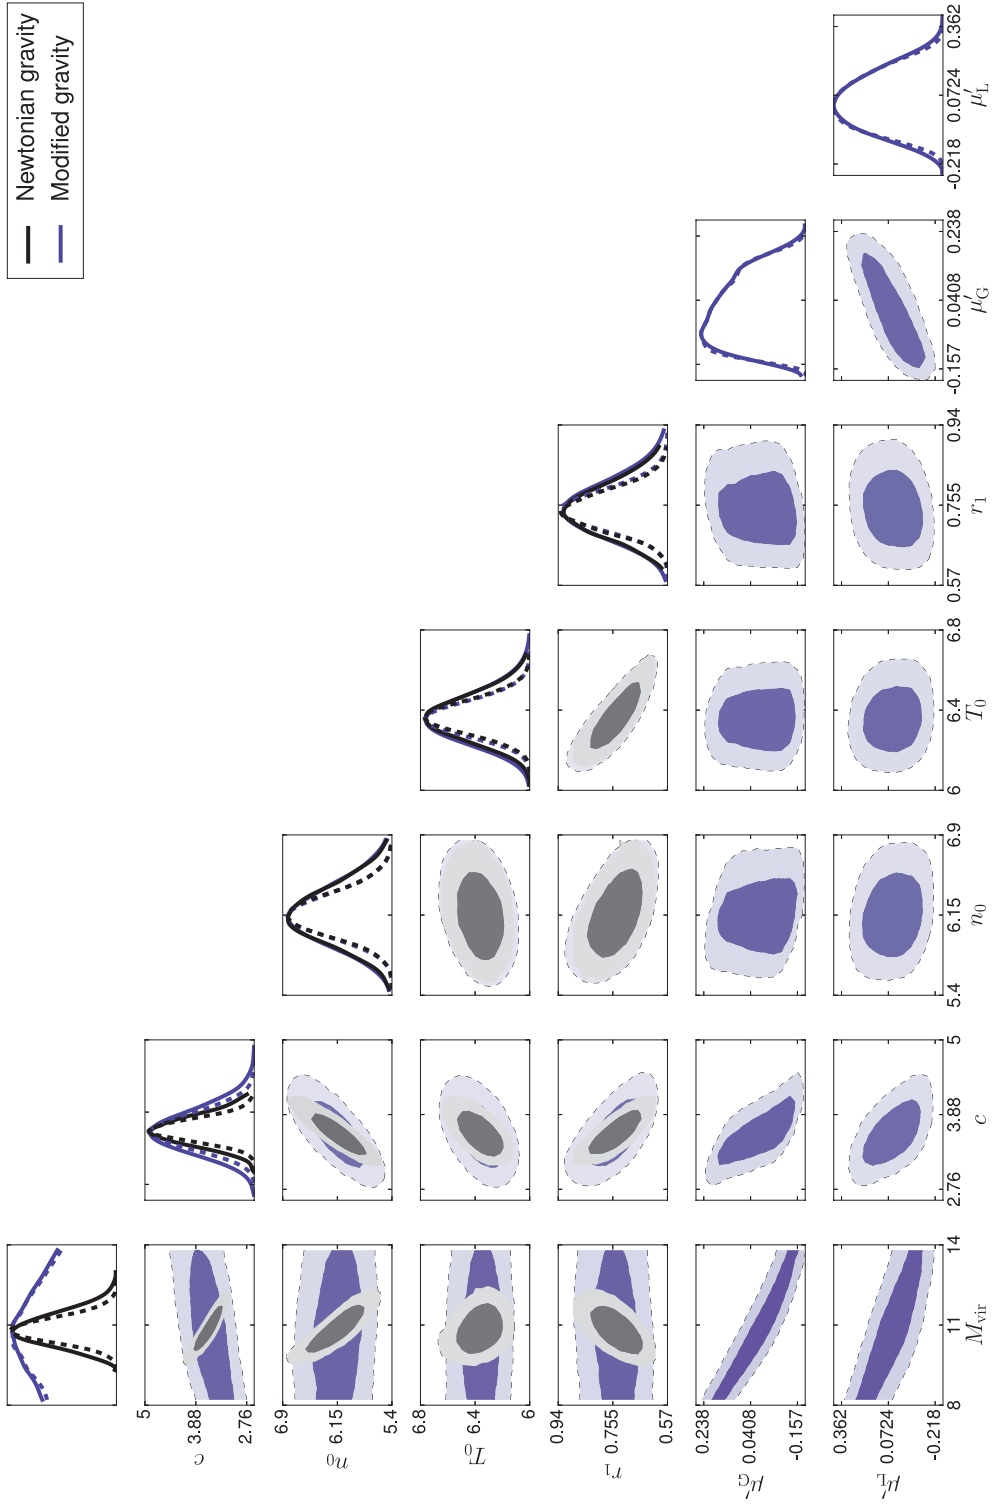 Newtonian gravity
Modified gravity
5
3.88
2.76
c
6.9
6.15
5.4
n₀
6.8
6.4
6
T₀
0.94
0.755
0.57
r₁
0.238
0.0408
-0.157
μ′G
0.362
0.0724
-0.218
μ′L
8
11
14
Mvir
2.76
3.88
5
c
5.4
6.15
6.9
n₀
6
6.4
6.8
T₀
0.57
0.755
0.94
r₁
-0.157
0.0408
0.238
μ′G
-0.218
0.0724
0.362
μ′L